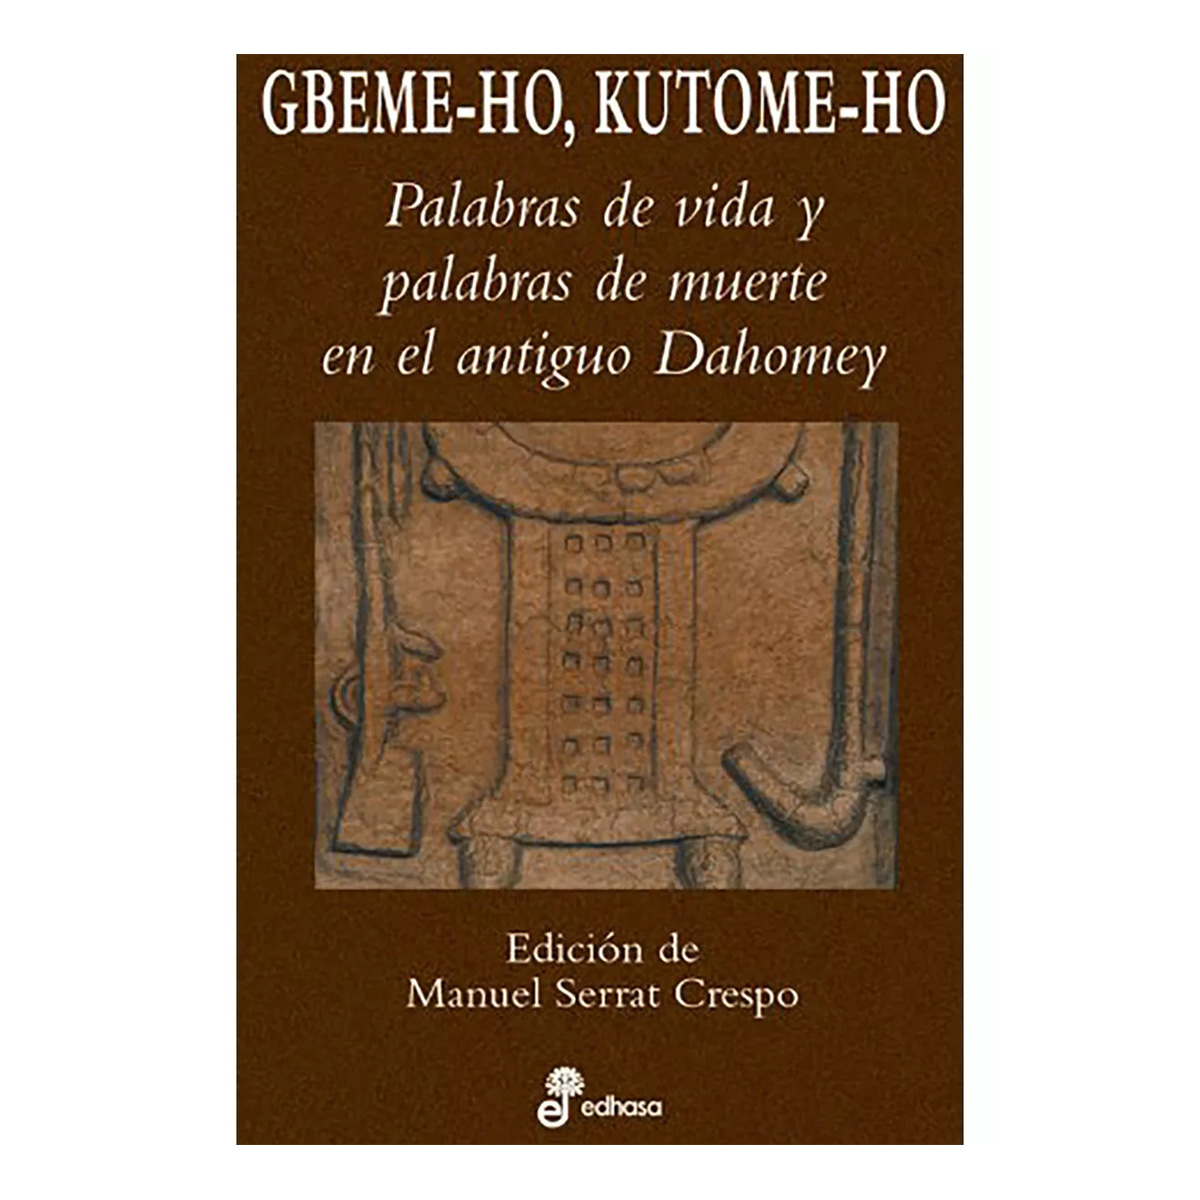 GBEME-HO, KUTOME-HO
Palabras de vida y
palabras de muerte
en el antiguo Dahomey
Edición de
Manuel Serrat Crespo
edhasa